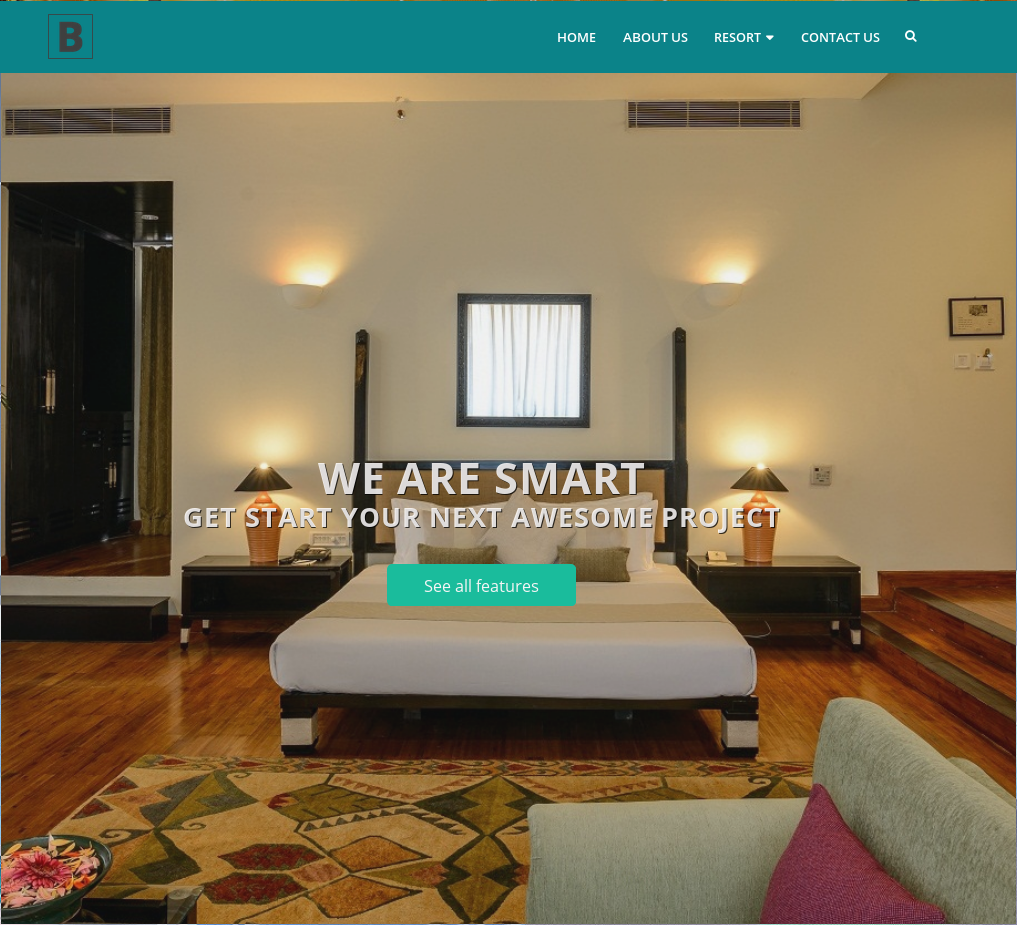 B
HOME ABOUT US RESORT CONTACT US
WE ARE SMART
GET START YOUR NEXT AWESOME PROJECT
See all features